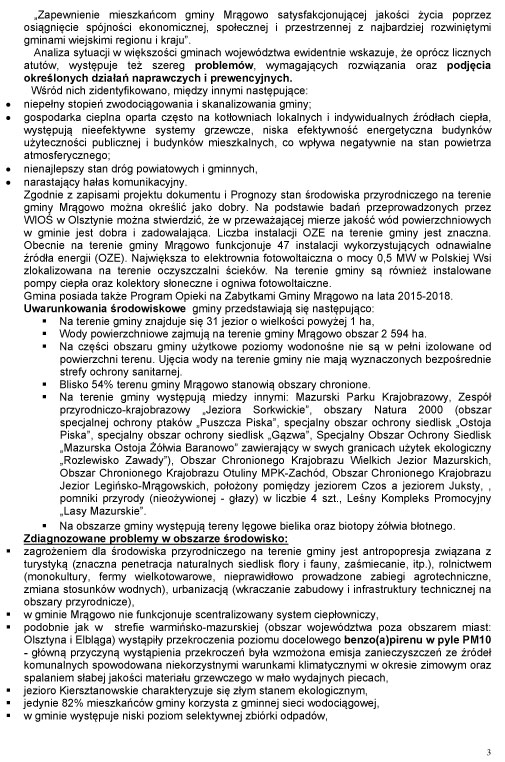 „Zapewnienie mieszkańcom gminy Mrągowo satysfakcjonującej jakości życia poprzez
osiągnięcie spójności ekonomicznej, społecznej i przestrzennej z najbardziej rozwiniętymi
gminami wiejskimi regionu i kraju”.
Analiza sytuacji w większości gminach województwa ewidentnie wskazuje, że oprócz licznych
atutów, występuje też szereg problemów, wymagających rozwiązania oraz podjęcia
określonych działań naprawczych i prewencyjnych.
Wśród nich zidentyfikowano, między innymi następujące:
• niepełny stopień zwodociągowania i skanalizowania gminy;
• gospodarka cieplna oparta często na kotłowniach lokalnych i indywidualnych źródłach ciepła,
występują nieefektywne systemy grzewcze, niska efektywność energetyczna budynków
użyteczności publicznej i budynków mieszkalnych, co wpływa negatywnie na stan powietrza
atmosferycznego;
• nienajlepszy stan dróg powiatowych i gminnych,
• narastający hałas komunikacyjny.
Zgodnie z zapisami projektu dokumentu i Prognozy stan środowiska przyrodniczego na terenie
gminy Mrągowo można określić jako dobry. Na podstawie badań przeprowadzonych przez
WIOŚ w Olsztynie można stwierdzić, że w przeważającej mierze jakość wód powierzchniowych
w gminie jest dobra i zadowalająca. Liczba instalacji OZE na terenie gminy jest znaczna.
Obecnie na terenie gminy Mrągowo funkcjonuje 47 instalacji wykorzystujących odnawialne
źródła energii (OZE). Największa to elektrownia fotowoltaiczna o mocy 0,5 MW w Polskiej Wsi
zlokalizowana na terenie oczyszczalni ścieków. Na terenie gminy są również instalowane
pompy ciepła oraz kolektory słoneczne i ogniwa fotowoltaiczne.
Gmina posiada także Program Opieki na Zabytkami Gminy Mrągowo na lata 2015-2018.
Uwarunkowania środowiskowe gminy przedstawiają się następująco:
▪ Na terenie gminy znajduje się 31 jezior o wielkości powyżej 1 ha,
▪ Wody powierzchniowe zajmują na terenie gminy Mrągowo obszar 2 594 ha.
▪ Na części obszaru gminy użytkowe poziomy wodonośne nie są w pełni izolowane od
powierzchni terenu. Ujęcia wody na terenie gminy nie mają wyznaczonych bezpośrednie
strefy ochrony sanitarnej.
▪ Blisko 54% terenu gminy Mrągowo stanowią obszary chronione.
▪ Na terenie gminy występują miedzy innymi: Mazurski Parku Krajobrazowy, Zespół
przyrodniczo-krajobrazowy „Jeziora Sorkwickie”, obszary Natura 2000 (obszar
specjalnej ochrony ptaków „Puszcza Piska”, specjalny obszar ochrony siedlisk „Ostoja
Piska”, specjalny obszar ochrony siedlisk „Gązwa”, Specjalny Obszar Ochrony Siedlisk
„Mazurska Ostoja Żółwia Baranowo” zawierający w swych granicach użytek ekologiczny
„Rozlewisko Zawady”), Obszar Chronionego Krajobrazu Wielkich Jezior Mazurskich,
Obszar Chronionego Krajobrazu Otuliny MPK-Zachód, Obszar Chronionego Krajobrazu
Jezior Legińsko-Mrągowskich, położony pomiędzy jeziorem Czos a jeziorem Juksty, ,
pomniki przyrody (nieożywionej - głazy) w liczbie 4 szt., Leśny Kompleks Promocyjny
„Lasy Mazurskie”.
▪ Na obszarze gminy występują tereny lęgowe bielika oraz biotopy żółwia błotnego.
Zdiagnozowane problemy w obszarze środowisko:
▪ zagrożeniem dla środowiska przyrodniczego na terenie gminy jest antropopresja związana z
turystyką (znaczna penetracja naturalnych siedlisk flory i fauny, zaśmiecanie, itp.), rolnictwem
(monokultury, fermy wielkotowarowe, nieprawidłowo prowadzone zabiegi agrotechniczne,
zmiana stosunków wodnych), urbanizacją (wkraczanie zabudowy i infrastruktury technicznej na
obszary przyrodnicze),
▪ w gminie Mrągowo nie funkcjonuje scentralizowany system ciepłowniczy,
▪ podobnie jak w strefie warmińsko-mazurskiej (obszar województwa poza obszarem miast:
Olsztyna i Elbląga) wystąpiły przekroczenia poziomu docelowego benzo(a)pirenu w pyle PM10
- główną przyczyną wystąpienia przekroczeń była wzmożona emisja zanieczyszczeń ze źródeł
komunalnych spowodowana niekorzystnymi warunkami klimatycznymi w okresie zimowym oraz
spalaniem słabej jakości materiału grzewczego w mało wydajnych piecach,
▪ jezioro Kiersztanowskie charakteryzuje się złym stanem ekologicznym,
▪ jedynie 82% mieszkańców gminy korzysta z gminnej sieci wodociągowej,
▪ w gminie występuje niski poziom selektywnej zbiórki odpadów,
3